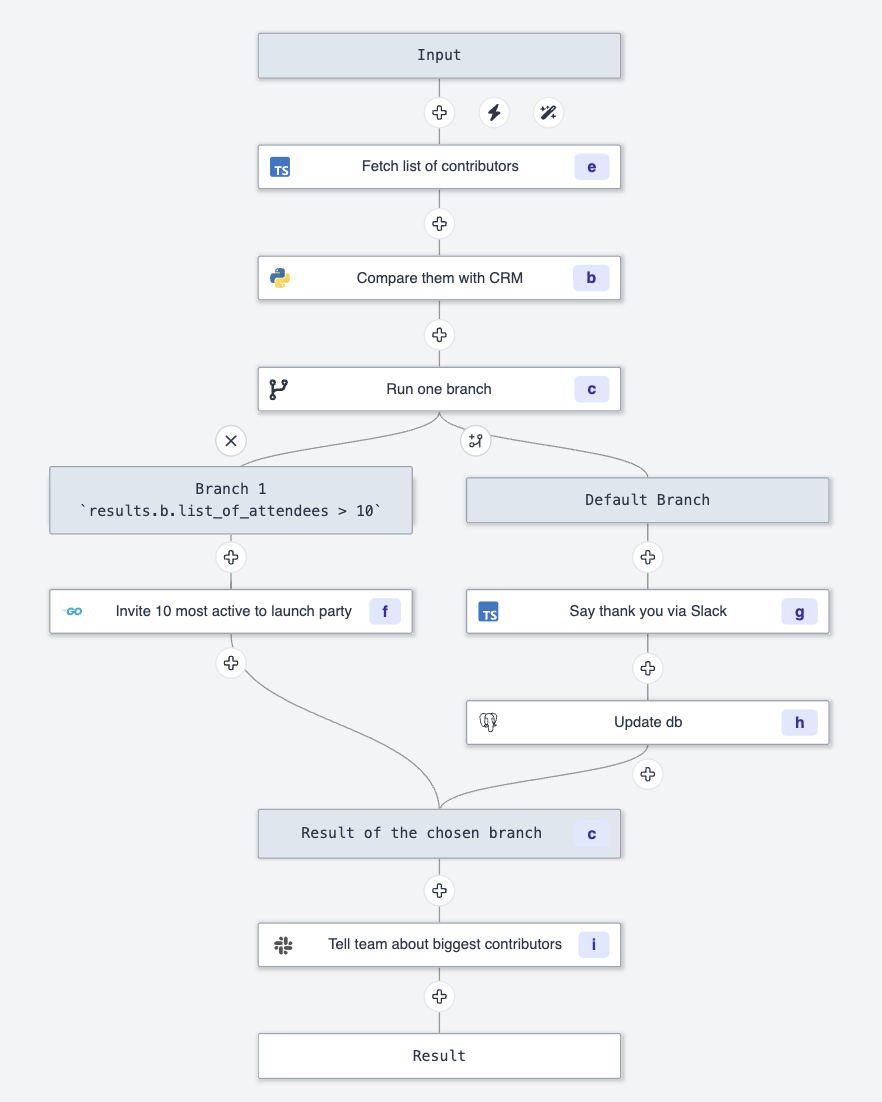 Input
TS Fetch list of contributors e
Compare them with CRM b
Run one branch c
Branch 1
`results.b.list_of_attendees > 10`
Default Branch
GO Invite 10 most active to launch party f
TS Say thank you via Slack g
Update db h
Result of the chosen branch c
Tell team about biggest contributors i
Result